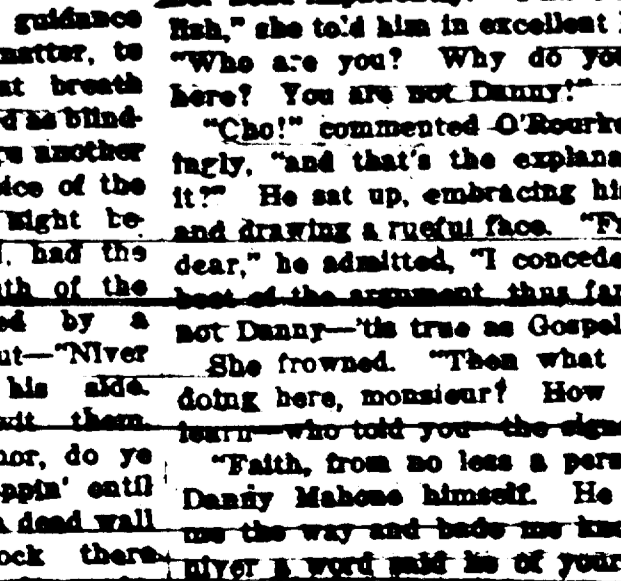 guidance
matter, to
at breath
d as blind-
another
ice of the
might be-
, had the
th of the
ed by a
ut—"Niver
his side.
wit them.
nor, do ye
ppin' ontil
a dead wall
ock there
lish," she told him in excellent
"Who are you? Why do you
here? You are not Danny!"
"Cho!" commented O'Rourke
ingly, "and that's the explana
it?" He sat up, embracing hi
and drawing a rueful face. "F
dear," he admitted, "I concede
best of the argument, thus far
not Danny—'tis true as Gospel
She frowned. "Then what
doing here, monsieur? How
learn—who told you—the signa
"Faith, from no less a pers
Danny Mahone himself. He
me the way and bade me kno
niver a word said he of your